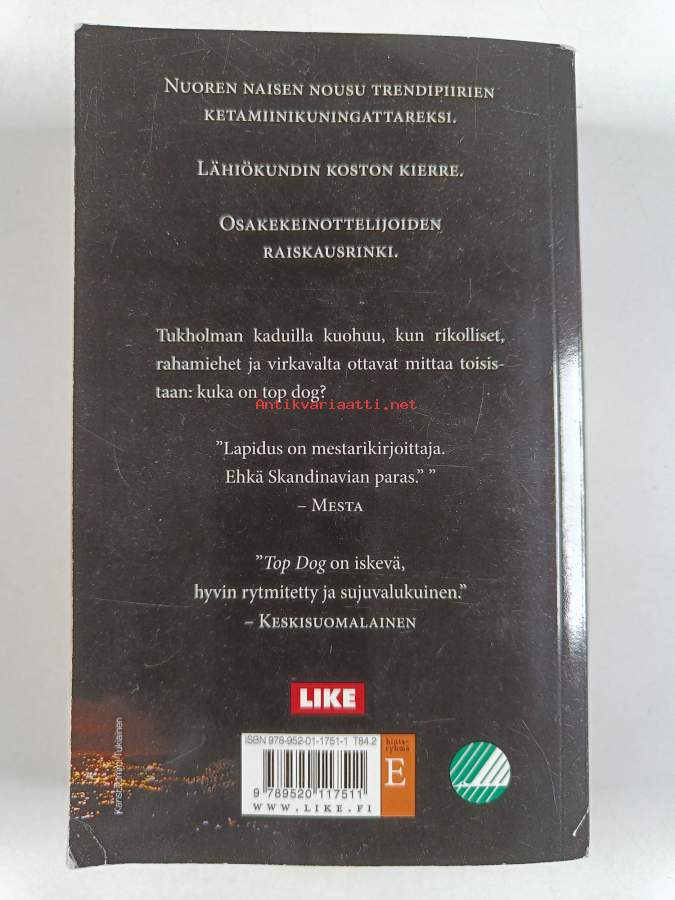 NUOREN NAISEN NOUSU TRENDIPIIRIEN
KETAMIINIKUNINGATTAREKSI.
LÄHIÖKUNDIN KOSTON KIERRE.
OSAKEKEINOTTELIJOIDEN
RAISKAUSRINKI.
Tukholman kaduilla kuohuu, kun rikolliset,
rahamiehet ja virkavalta ottavat mittaa toisis-
taan: kuka on top dog?
Antikvariaatti.net
”Lapidus on mestarikirjoittaja.
Ehkä Skandinavian paras.” ”
– MESTA
”Top Dog on iskevä,
hyvin rytmitetty ja sujuvalukuinen.”
– KESKISUOMALAINEN
LIKE
ISBN 978-952-01-1751-1 T84.2
hinta-
ryhmä
E
9 789520 117511
WWW.LIKE.FI
Tukiainen